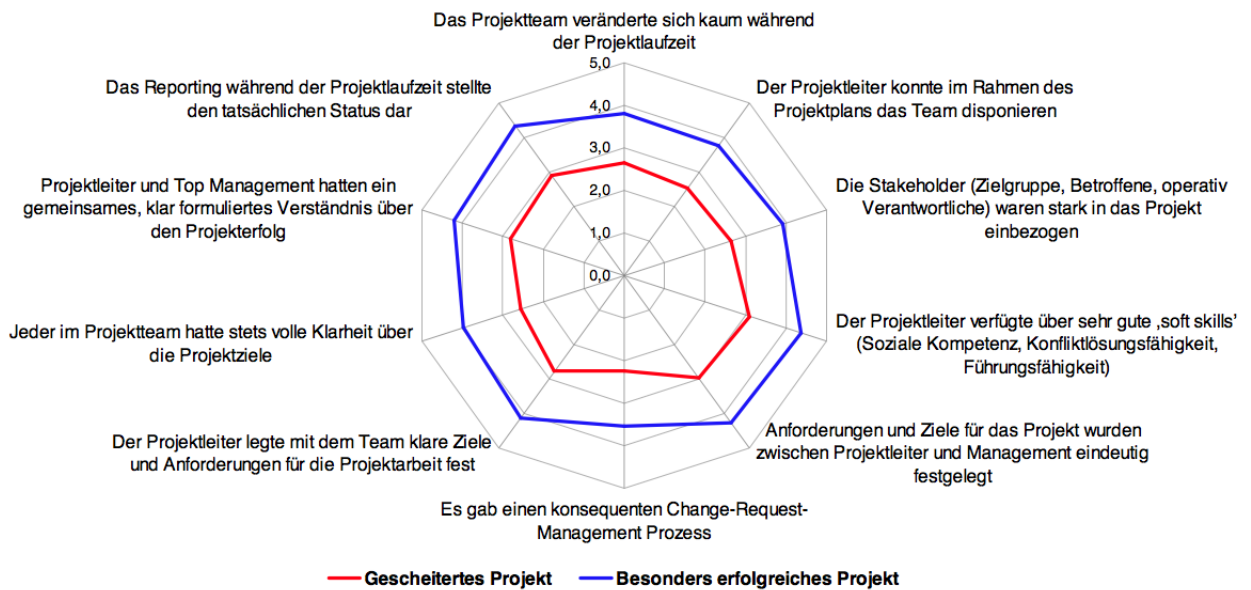 Das Projektteam veränderte sich kaum während
der Projektlaufzeit
Das Reporting während der Projektlaufzeit stellte
den tatsächlichen Status dar
Der Projektleiter konnte im Rahmen des
Projektplans das Team disponieren
Projektleiter und Top Management hatten ein
gemeinsames, klar formuliertes Verständnis über
den Projekterfolg
Die Stakeholder (Zielgruppe, Betroffene, operativ
Verantwortliche) waren stark in das Projekt
einbezogen
5,0
4,0
3,0
2,0
1,0
0,0
Jeder im Projektteam hatte stets volle Klarheit über
die Projektziele
Der Projektleiter verfügte über sehr gute ‚soft skills’
(Soziale Kompetenz, Konfliktlösungsfähigkeit,
Führungsfähigkeit)
Der Projektleiter legte mit dem Team klare Ziele
und Anforderungen für die Projektarbeit fest
Anforderungen und Ziele für das Projekt wurden
zwischen Projektleiter und Management eindeutig
festgelegt
Es gab einen konsequenten Change-Request-
Management Prozess
Gescheitertes Projekt
Besonders erfolgreiches Projekt